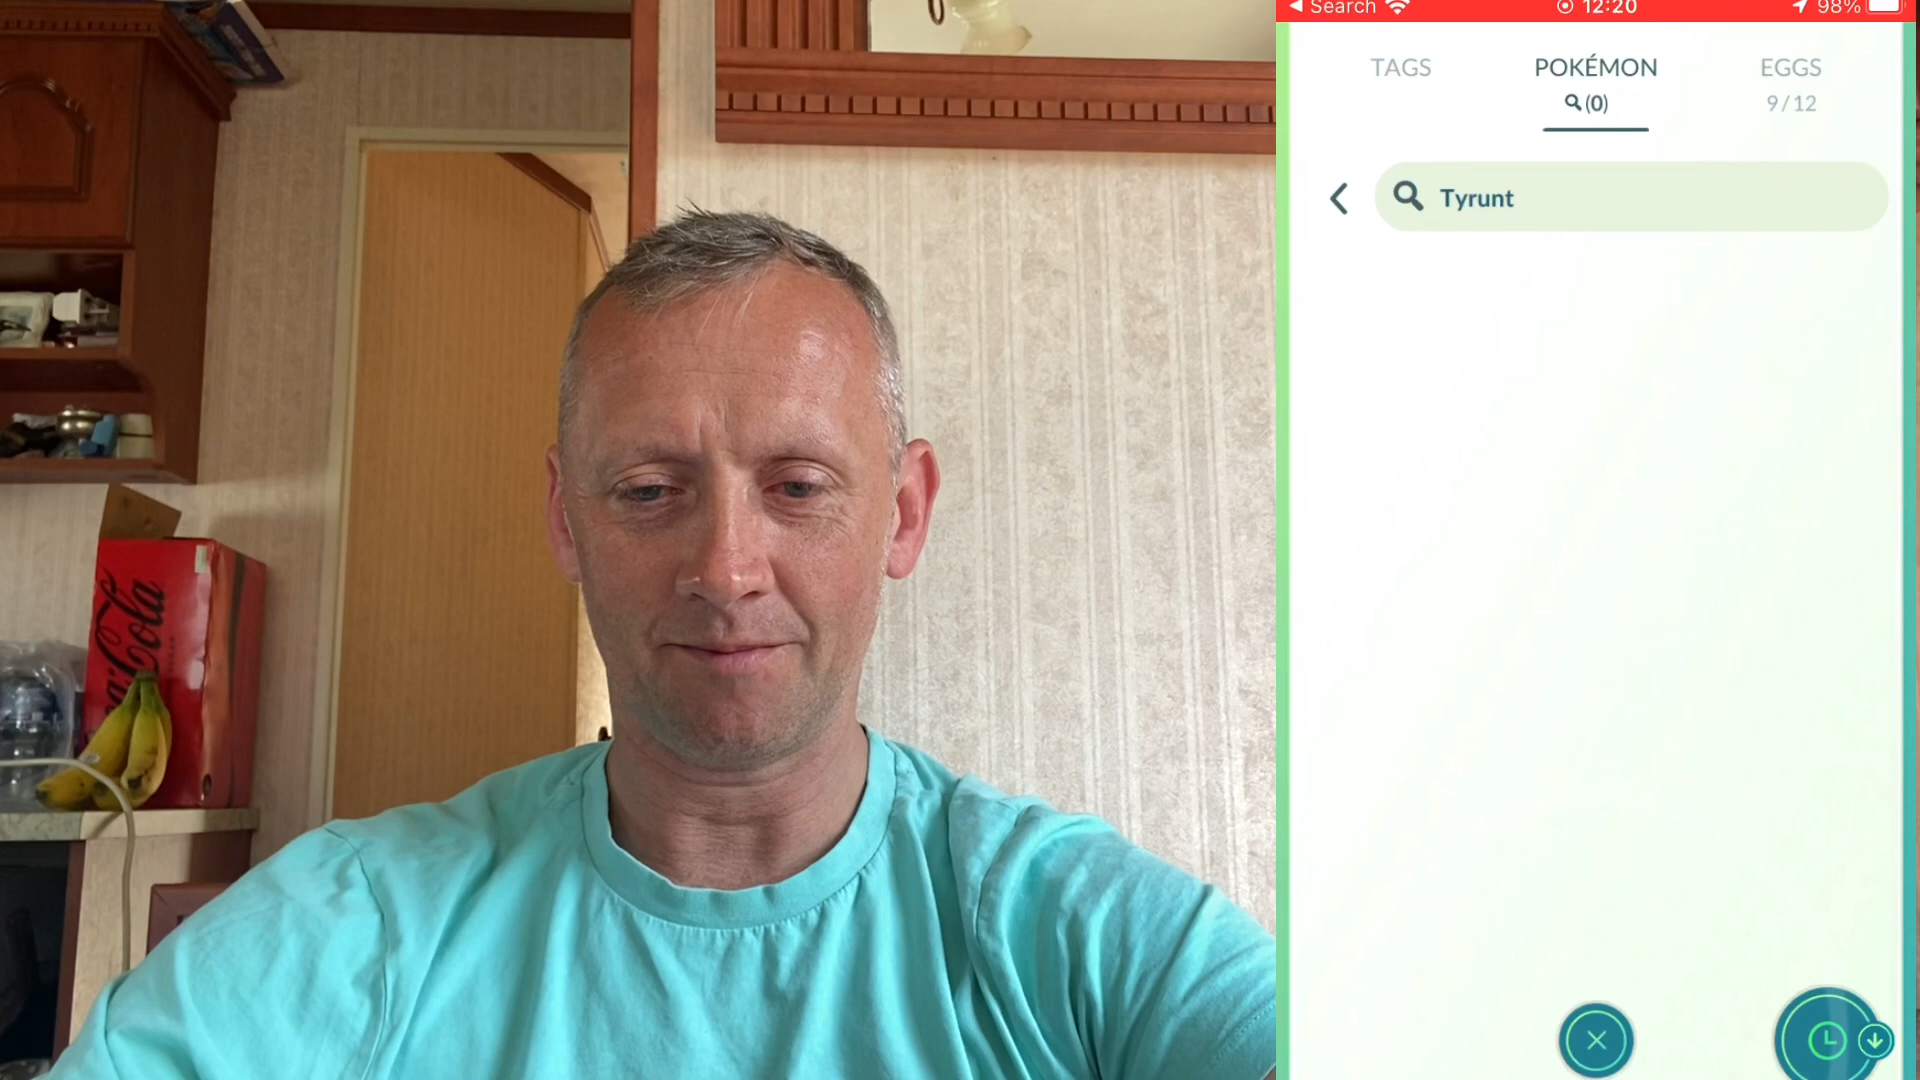 Coca-Cola
Search 12:20 98%
TAGS POKÉMON EGGS
(0) 9/12
Tyrunt